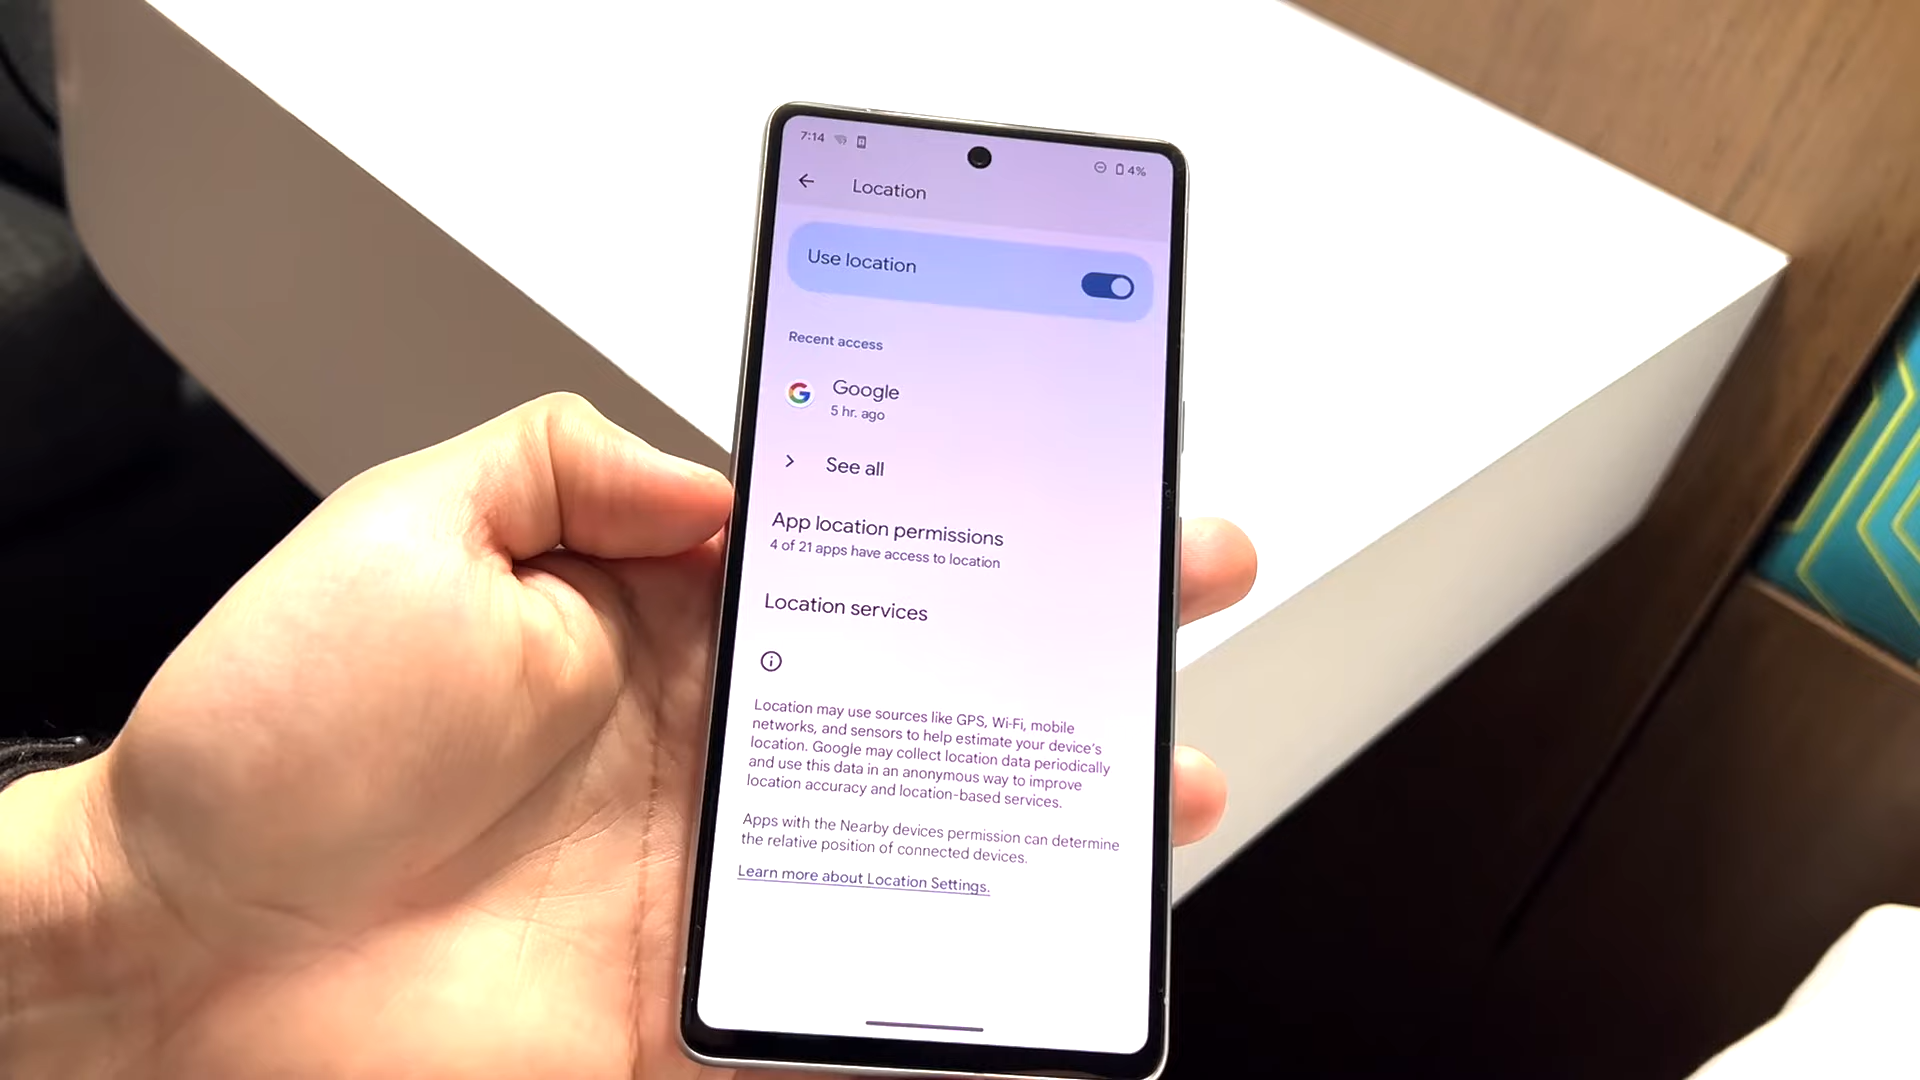 7:14 4%
Location
Use location
Recent access
Google
5 hr. ago
See all
App location permissions
4 of 21 apps have access to location
Location services
Location may use sources like GPS, Wi-Fi, mobile
networks, and sensors to help estimate your device's
location. Google may collect location data periodically
and use this data in an anonymous way to improve
location accuracy and location-based services.
Apps with the Nearby devices permission can determine
the relative position of connected devices.
Learn more about Location Settings.